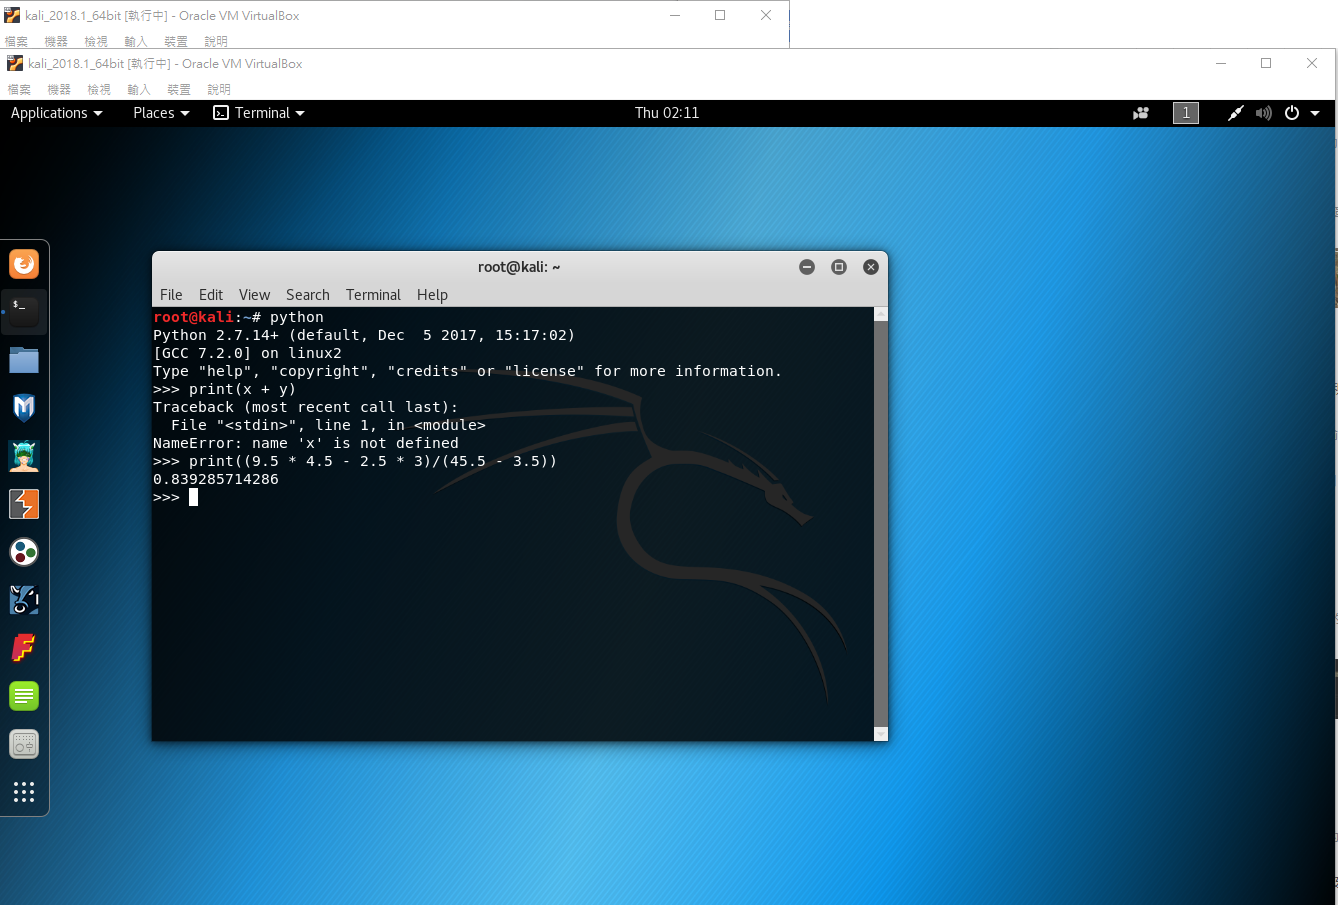 kali_2018.1_64bit [執行中] - Oracle VM VirtualBox
檔案 機器 檢視 輸入 裝置 說明
kali_2018.1_64bit [執行中] - Oracle VM VirtualBox
檔案 機器 檢視 輸入 裝置 說明
Applications Places Terminal Thu 02:11 1
root@kali: ~
File Edit View Search Terminal Help
root@kali:~# python
Python 2.7.14+ (default, Dec  5 2017, 15:17:02)
[GCC 7.2.0] on linux2
Type "help", "copyright", "credits" or "license" for more information.
>>> print(x + y)
Traceback (most recent call last):
  File "<stdin>", line 1, in <module>
NameError: name 'x' is not defined
>>> print((9.5 * 4.5 - 2.5 * 3)/(45.5 - 3.5))
0.839285714286
>>>